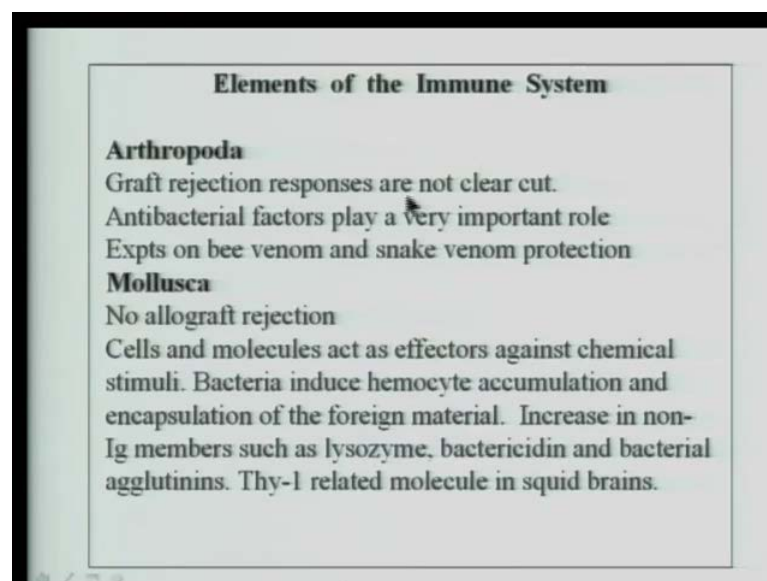 Elements of the Immune System
Arthropoda
Graft rejection responses are not clear cut.
Antibacterial factors play a very important role
Expts on bee venom and snake venom protection
Mollusca
No allograft rejection
Cells and molecules act as effectors against chemical
stimuli. Bacteria induce hemocyte accumulation and
encapsulation of the foreign material. Increase in non-
Ig members such as lysozyme, bactericidin and bacterial
agglutinins. Thy-1 related molecule in squid brains.